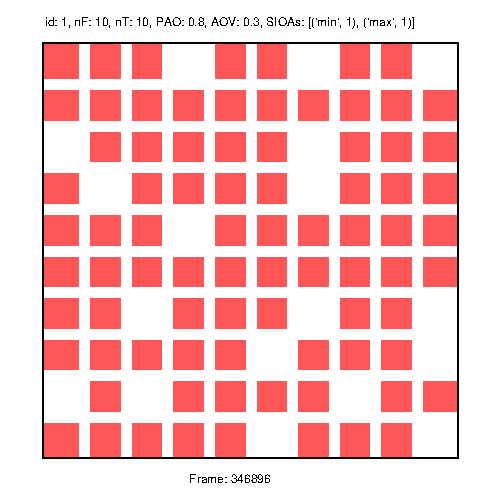 id: 1, nF: 10, nT: 10, PAO: 0.8, AOV: 0.3, SIOAs: [('min', 1), ('max', 1)]
Frame: 346896